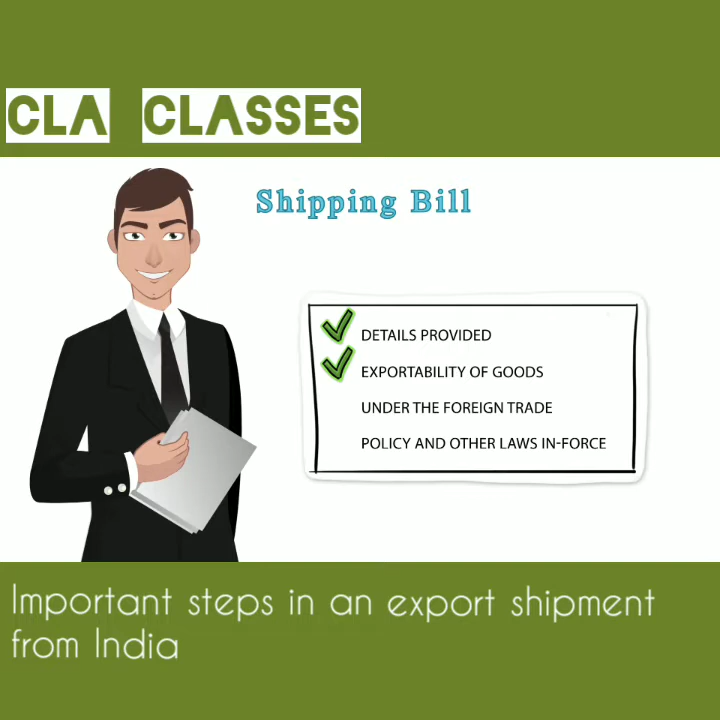 CLA CLASSES
Shipping Bill
DETAILS PROVIDED
EXPORTABILITY OF GOODS
UNDER THE FOREIGN TRADE
POLICY AND OTHER LAWS IN-FORCE
Important steps in an export shipment
from India